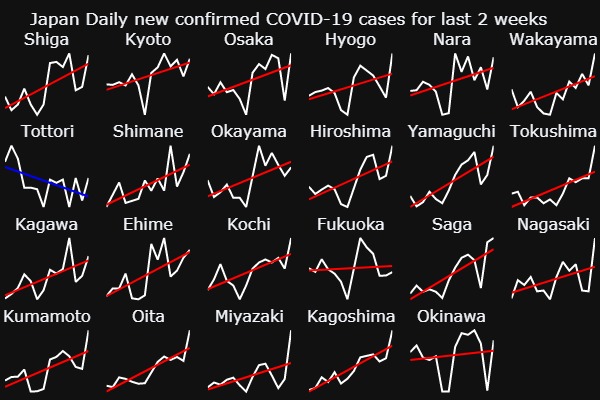 Japan Daily new confirmed COVID-19 cases for last 2 weeks
Shiga Kyoto Osaka Hyogo Nara Wakayama
Tottori Shimane Okayama Hiroshima Yamaguchi Tokushima
Kagawa Ehime Kochi Fukuoka Saga Nagasaki
Kumamoto Oita Miyazaki Kagoshima Okinawa